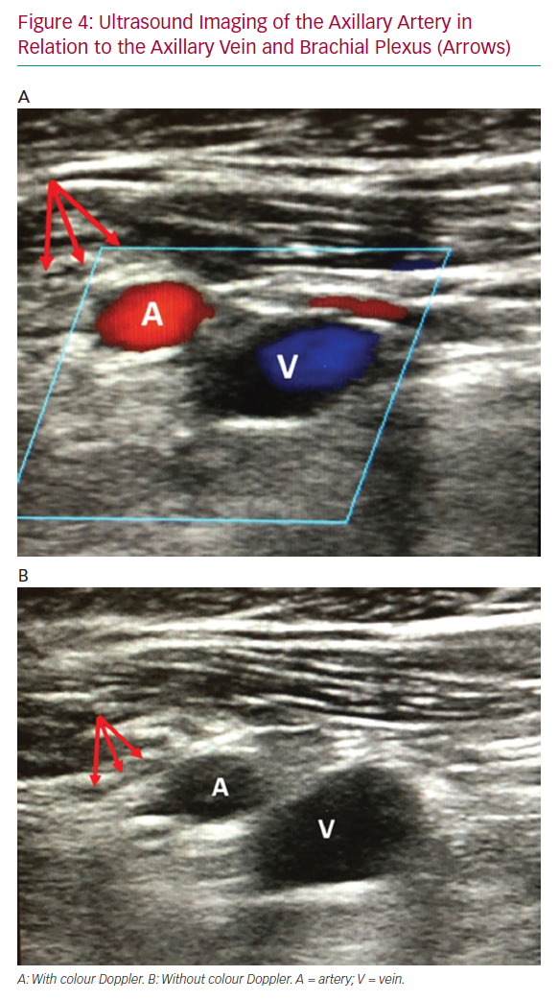 Figure 4: Ultrasound Imaging of the Axillary Artery in
Relation to the Axillary Vein and Brachial Plexus (Arrows)
A
A
V
B
A
V
A: With colour Doppler. B: Without colour Doppler. A = artery; V = vein.